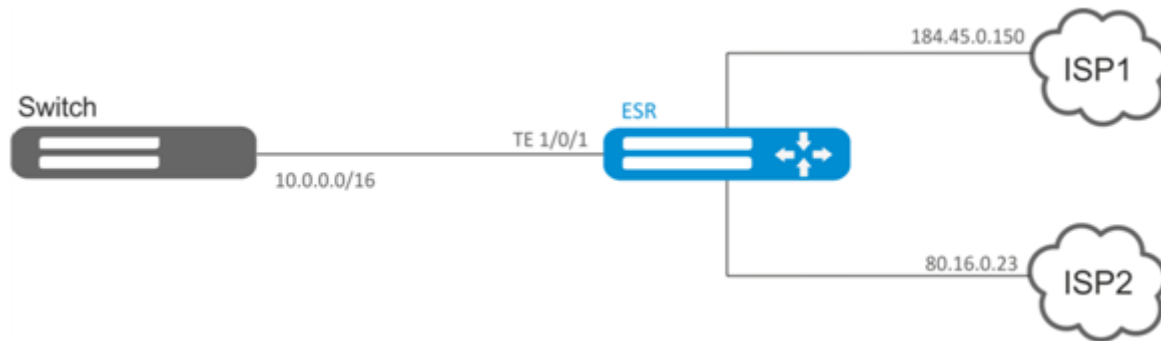 184.45.0.150
ISP1
Switch
ESR
TE 1/0/1
10.0.0.0/16
80.16.0.23
ISP2